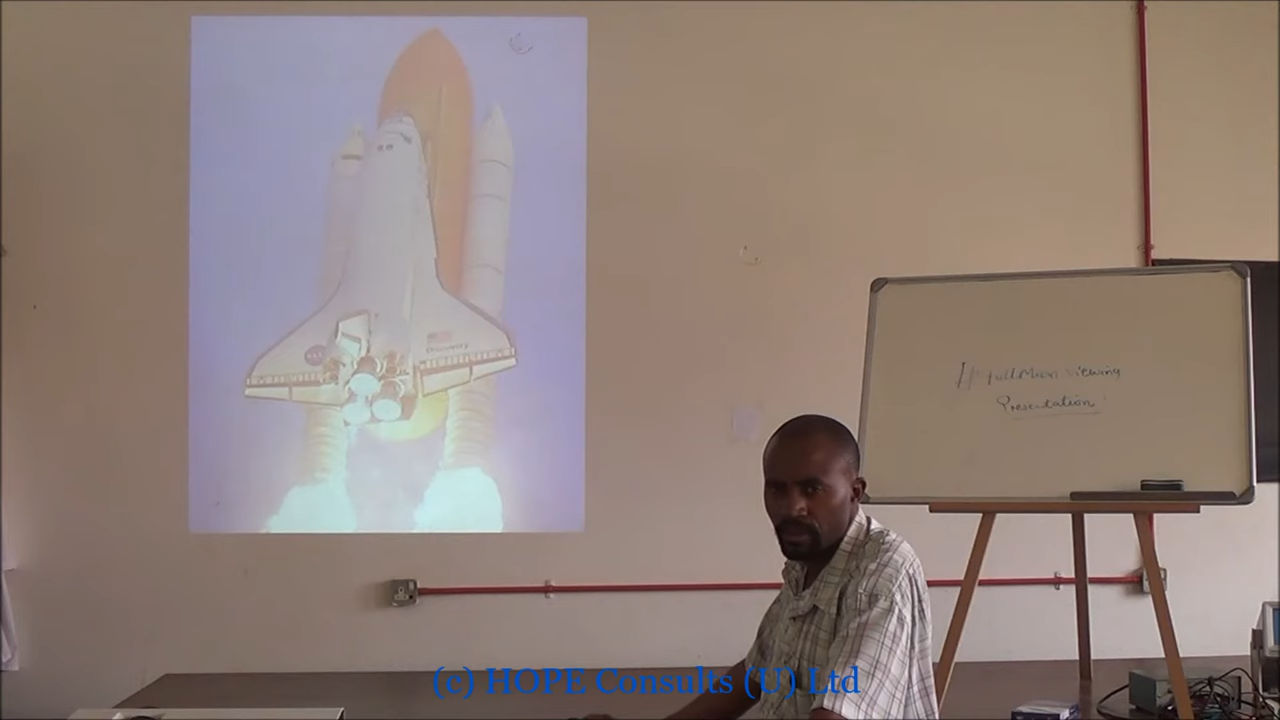 Discovery
# fullMoon viewing
Presentation
(c) HOPE Consults (U) Ltd